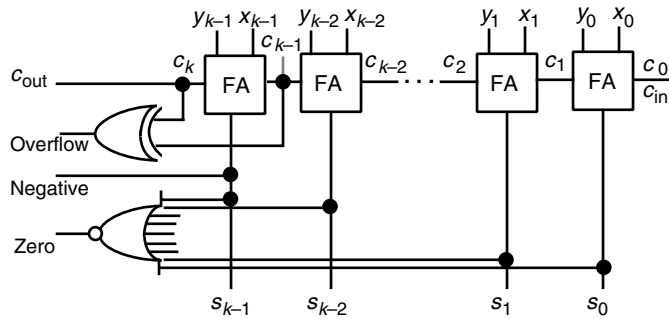 y_{k–1} x_{k–1} y_{k–2} x_{k–2} y_1 x_1 y_0 x_0
c_k c_{k–1} c_{k–2} c_2 c_1 c_0
c_out FA FA · · · FA FA c_in
Overflow
Negative
Zero
s_{k–1} s_{k–2} s_1 s_0